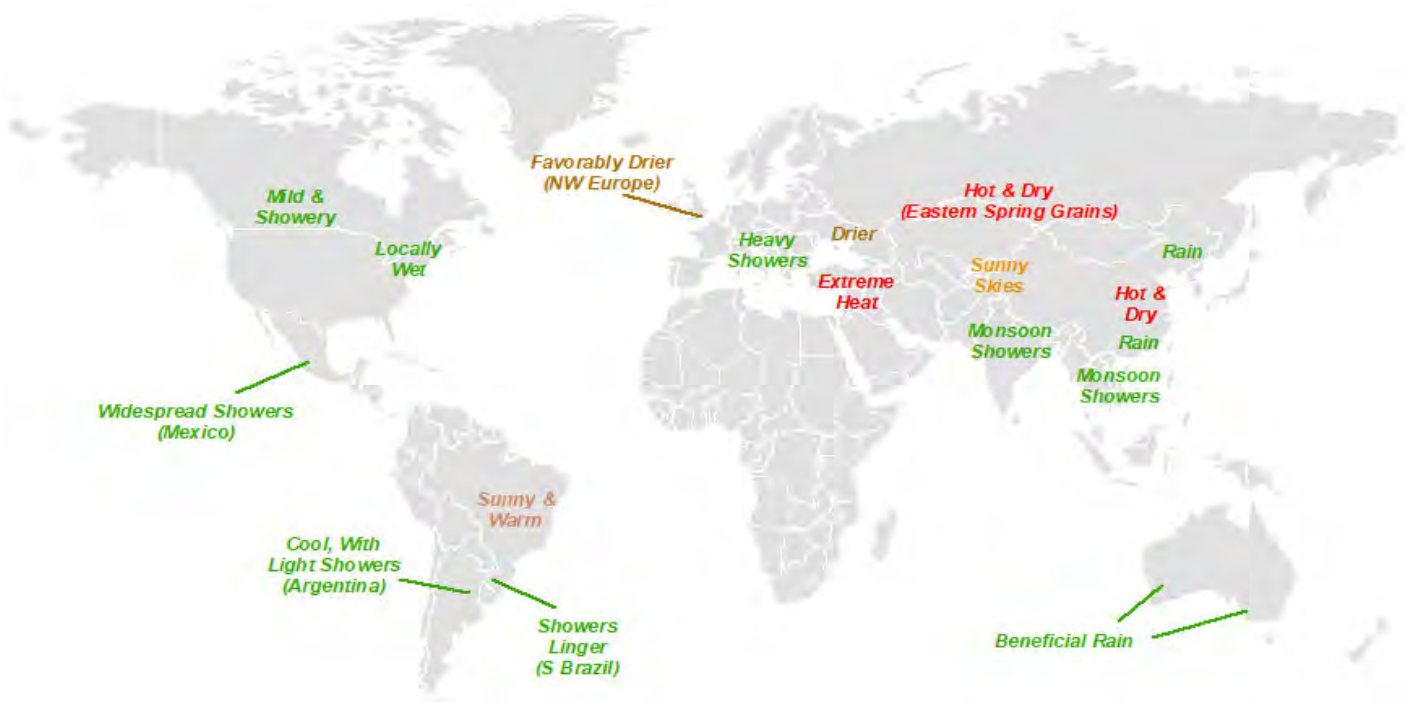 Favorably Drier
(NW Europe)
Mild &
Showery
Hot & Dry
(Eastern Spring Grains)
Locally
Wet
Heavy
Showers
Drier
Rain
Sunny
Skies
Extreme
Heat
Hot &
Dry
Monsoon
Showers
Rain
Monsoon
Showers
Widespread Showers
(Mexico)
Sunny &
Warm
Cool, With
Light Showers
(Argentina)
Showers
Linger
(S Brazil)
Beneficial Rain